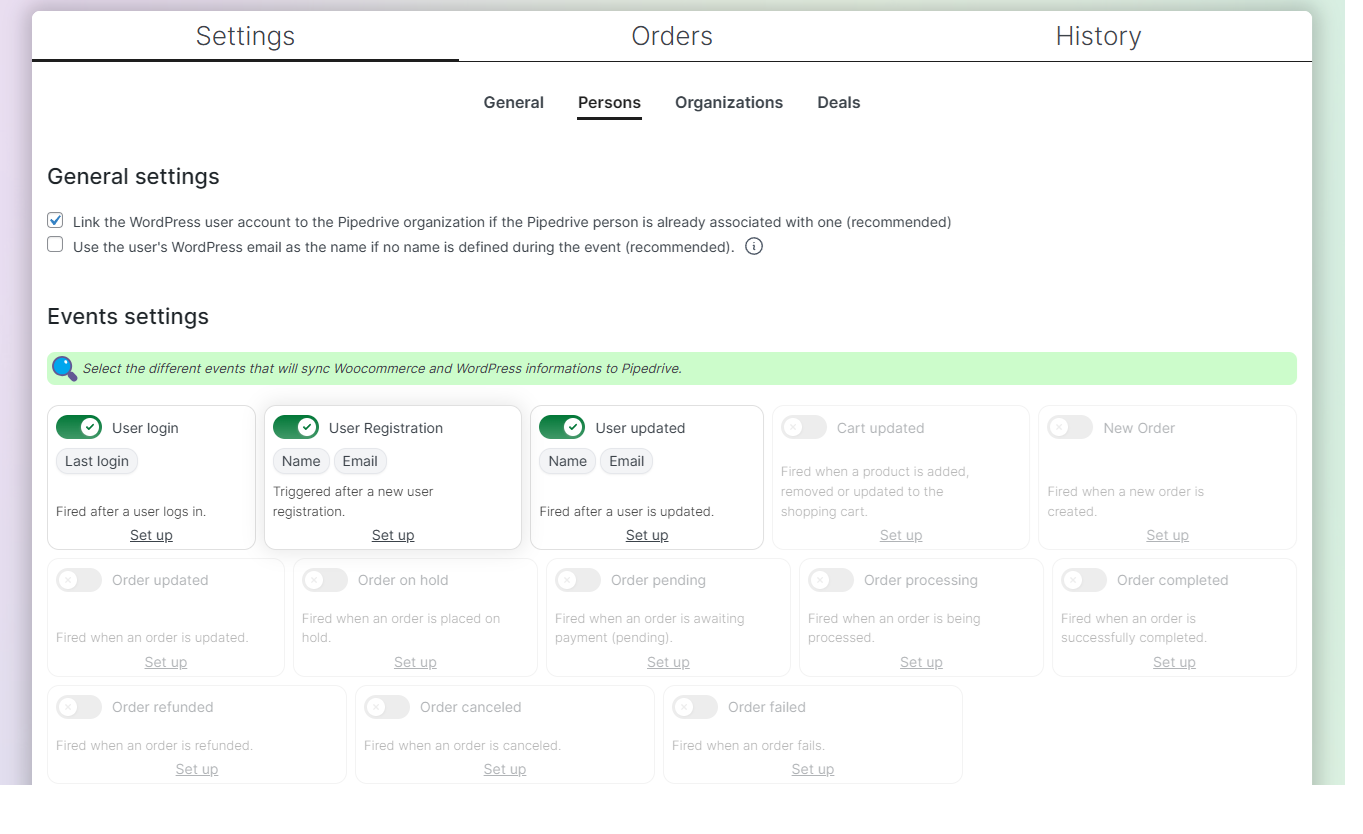 Settings Orders History
General Persons Organizations Deals
General settings
Link the WordPress user account to the Pipedrive organization if the Pipedrive person is already associated with one (recommended)
Use the user's WordPress email as the name if no name is defined during the event (recommended).
Events settings
Select the different events that will sync Woocommerce and WordPress informations to Pipedrive.
User login
Last login
Fired after a user logs in.
Set up
User Registration
Name Email
Triggered after a new user
registration.
Set up
User updated
Name Email
Fired after a user is updated.
Set up
Cart updated
Fired when a product is added,
removed or updated to the
shopping cart.
Set up
New Order
Fired when a new order is
created.
Set up
Order updated
Fired when an order is updated.
Set up
Order on hold
Fired when an order is placed on
hold.
Set up
Order pending
Fired when an order is awaiting
payment (pending).
Set up
Order processing
Fired when an order is being
processed.
Set up
Order completed
Fired when an order is
successfully completed.
Set up
Order refunded
Fired when an order is refunded.
Set up
Order canceled
Fired when an order is canceled.
Set up
Order failed
Fired when an order fails.
Set up